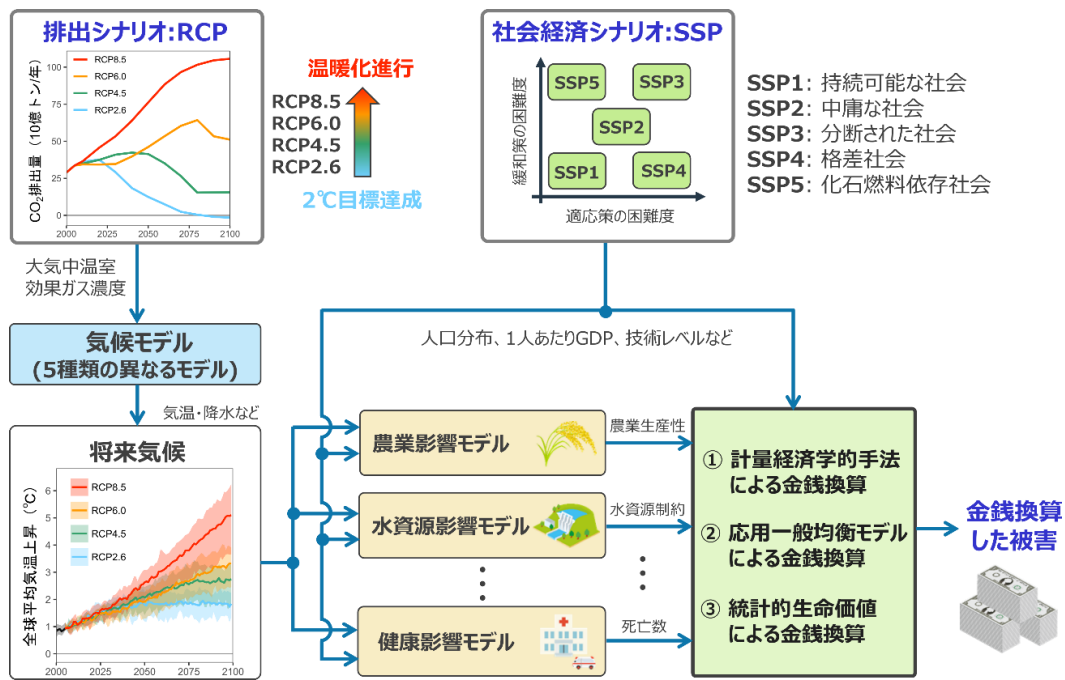 排出シナリオ:RCP
RCP8.5
RCP6.0
RCP4.5
RCP2.6
CO2排出量（10億トン/年）
100
75
50
25
0
2000
2025
2050
2075
2100
温暖化進行
RCP8.5
RCP6.0
RCP4.5
RCP2.6
2℃目標達成
社会経済シナリオ:SSP
緩和策の困難度
SSP5
SSP3
SSP2
SSP1
SSP4
適応策の困難度
SSP1: 持続可能な社会
SSP2: 中庸な社会
SSP3: 分断された社会
SSP4: 格差社会
SSP5: 化石燃料依存社会
大気中温室
効果ガス濃度
気候モデル
(5種類の異なるモデル)
気温・降水など
人口分布、1人あたりGDP、技術レベルなど
将来気候
全球平均気温上昇（℃）
RCP8.5
RCP6.0
RCP4.5
RCP2.6
6
5
4
3
2
1
0
2000
2025
2050
2075
2100
農業影響モデル
農業生産性
水資源影響モデル
水資源制約
健康影響モデル
死亡数
① 計量経済学的手法
による金銭換算
② 応用一般均衡モデル
による金銭換算
③ 統計的生命価値
による金銭換算
金銭換算
した被害